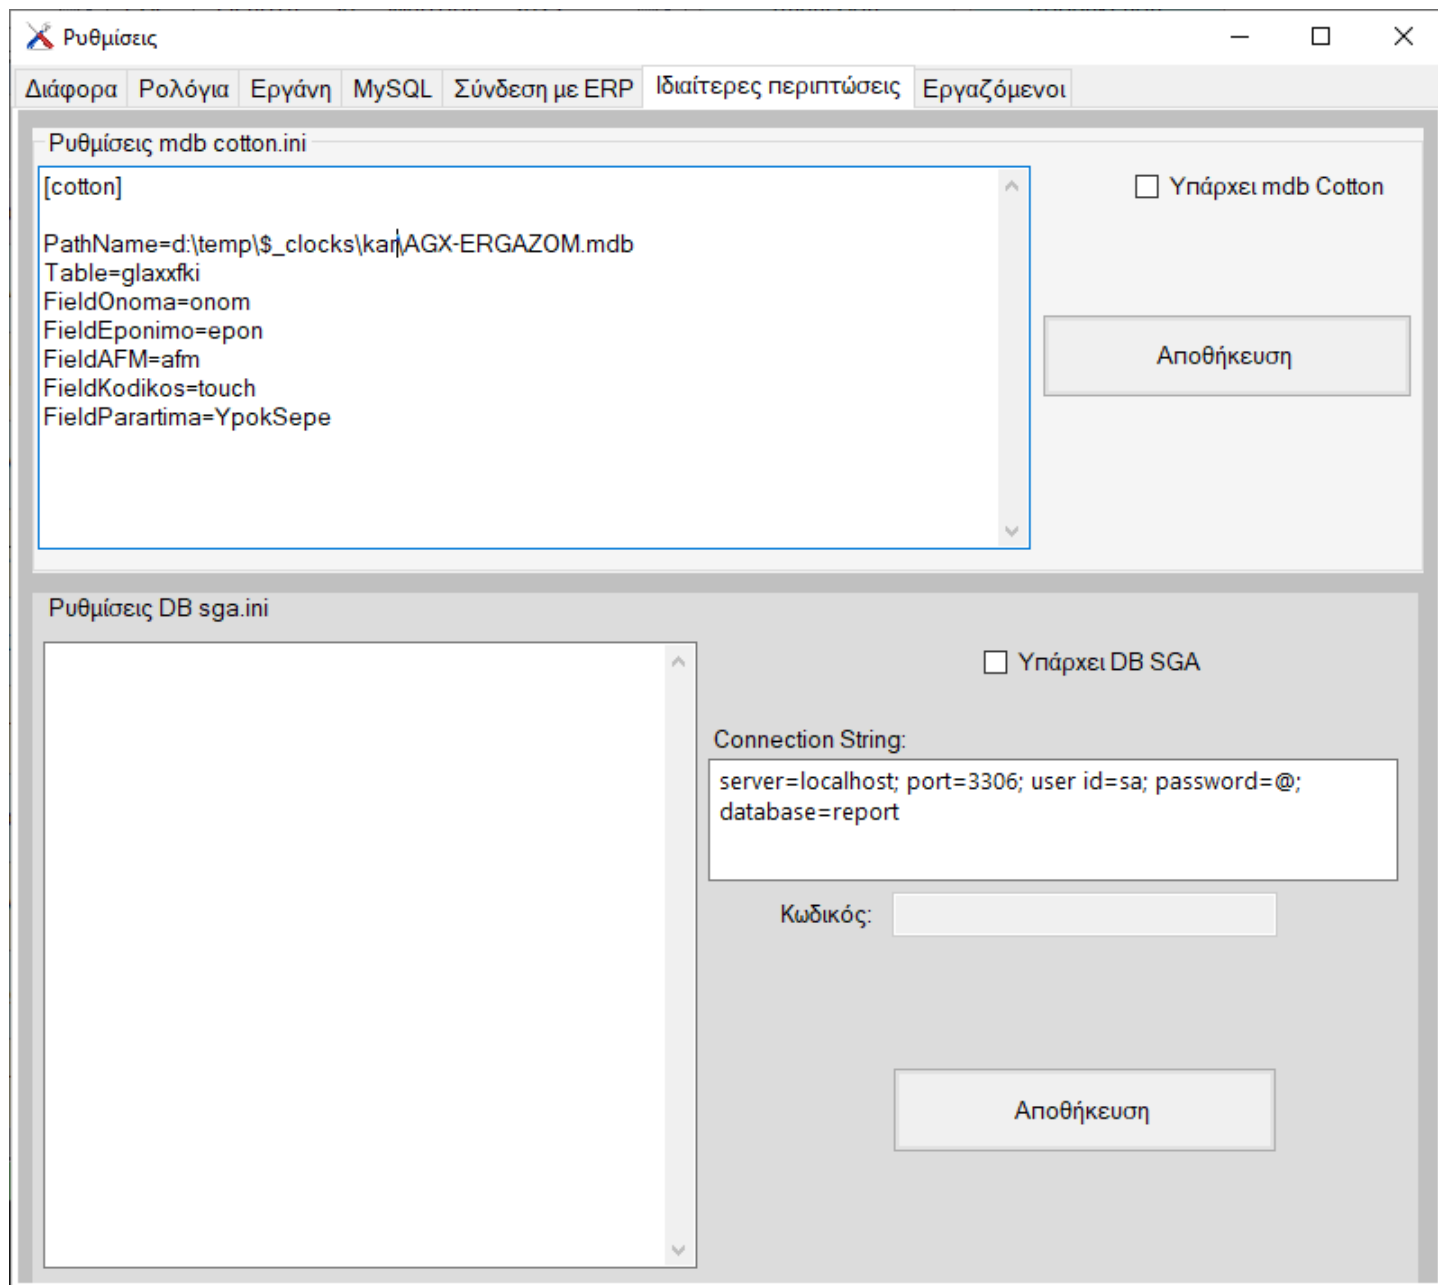 Ρυθμίσεις
Διάφορα Ρολόγια Εργάνη MySQL Σύνδεση με ERP Ιδιαίτερες περιπτώσεις Εργαζόμενοι
Ρυθμίσεις mdb cotton.ini
[cotton]
Υπάρχει mdb Cotton
PathName=d:\temp\$_clocks\kar\AGX-ERGAZOM.mdb
Table=glaxxfki
FieldOnoma=onom
FieldEponimo=epon
FieldAFM=afm
FieldKodikos=touch
FieldParartima=YpokSepe
Αποθήκευση
Ρυθμίσεις DB sga.ini
Υπάρχει DB SGA
Connection String:
server=localhost; port=3306; user id=sa; password=@;
database=report
Κωδικός:
Αποθήκευση